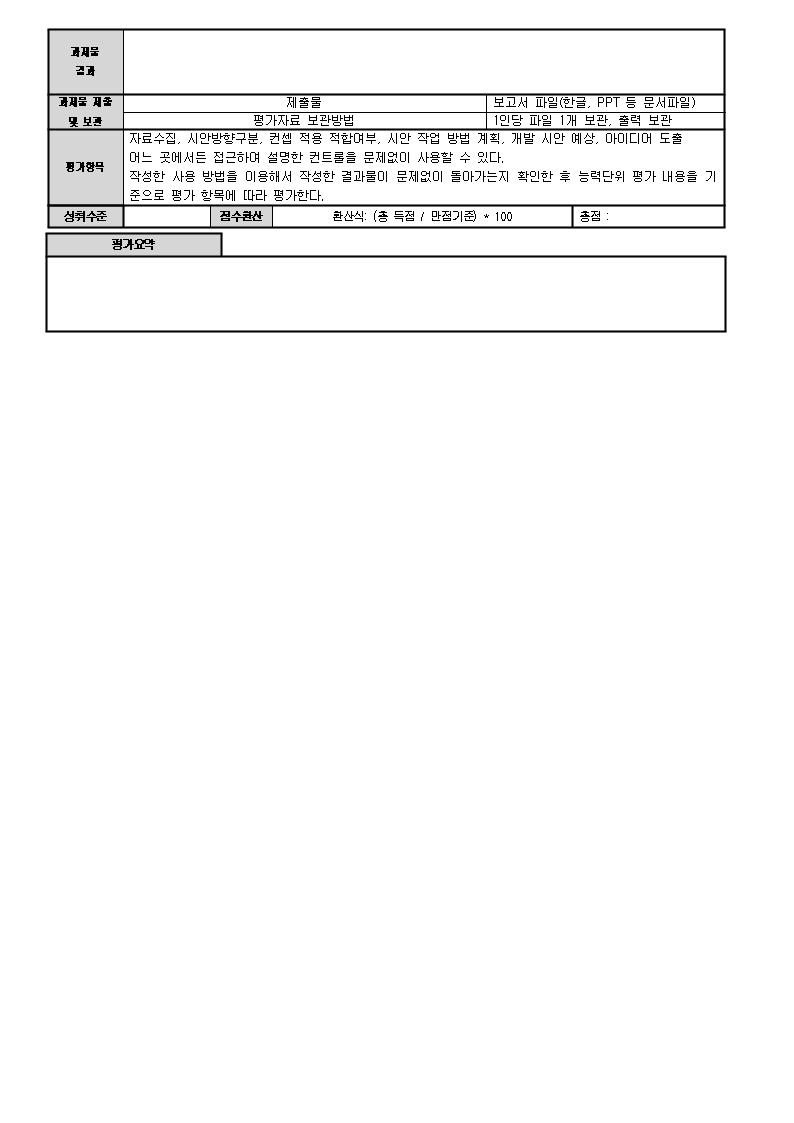 과제물
결과
과제물 제출
및 보관
제출물
보고서 파일(한글, PPT 등 문서파일)
평가자료 보관방법
1인당 파일 1개 보관, 출력 보관
평가항목
자료수집, 시안방향구분, 컨셉 적용 적합여부, 시안 작업 방법 계획, 개발 시안 예상, 아이디어 도출
어느 곳에서든 접근하여 설명한 컨트롤을 문제없이 사용할 수 있다.
작성한 사용 방법을 이용해서 작성한 결과물이 문제없이 돌아가는지 확인한 후 능력단위 평가 내용을 기
준으로 평가 항목에 따라 평가한다.
성취수준
점수환산
환산식: (총 득점 / 만점기준) * 100
총점 :
평가요약